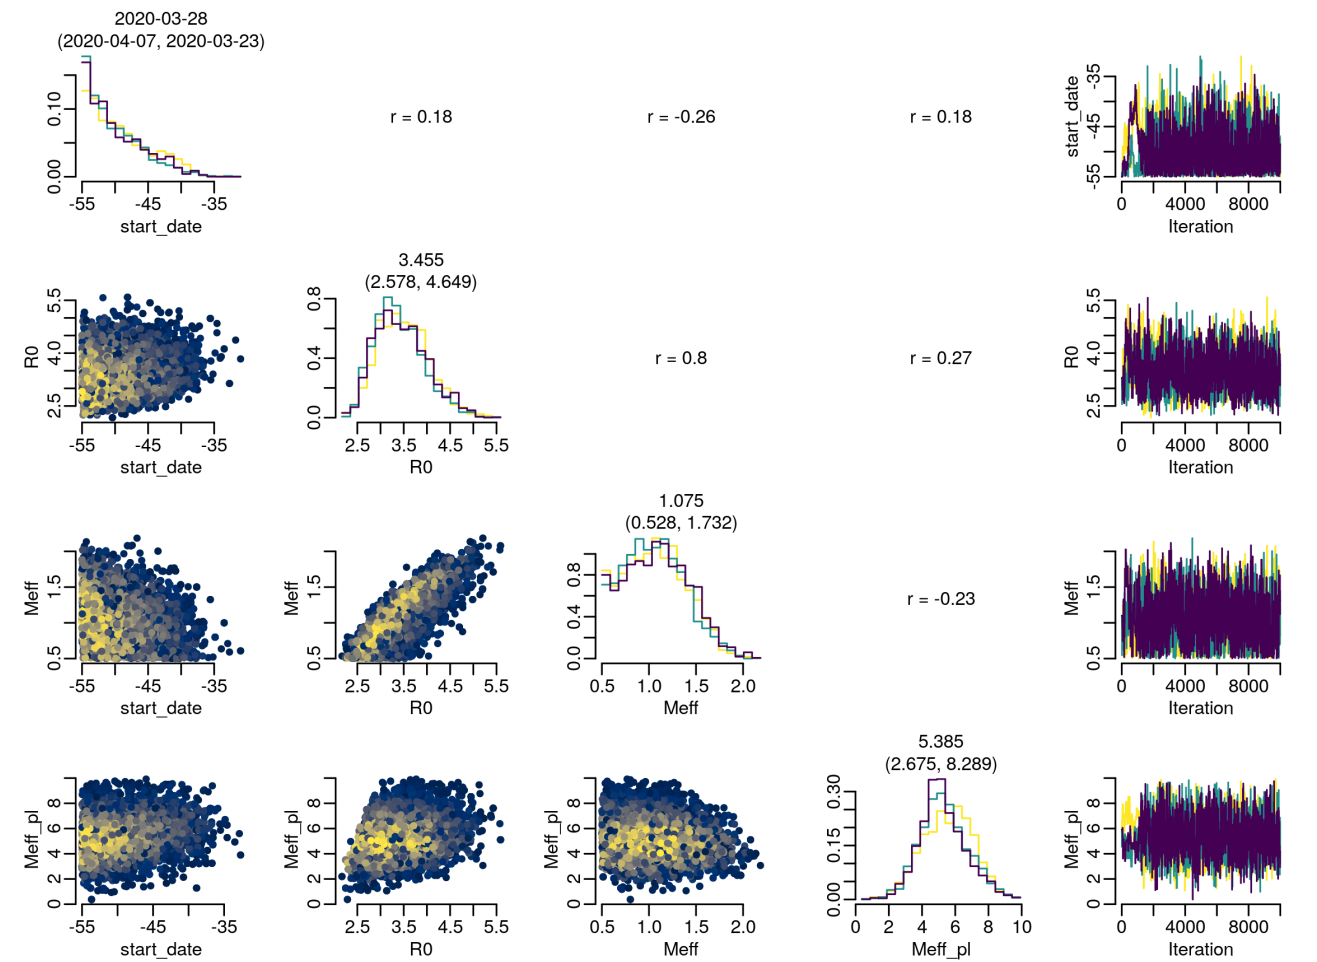 2020-03-28
(2020-04-07, 2020-03-23)
0.10
0.00
-55 -45 -35
start_date
r = 0.18
r = -0.26
r = 0.18
start_date
-35
-45
-55
0 4000 8000
Iteration
R0
5.5
4.0
2.5
-55 -45 -35
start_date
3.455
(2.578, 4.649)
0.8
0.4
0.0
2.5 3.5 4.5 5.5
R0
r = 0.8
r = 0.27
R0
5.5
4.0
2.5
0 4000 8000
Iteration
Meff
1.5
0.5
-55 -45 -35
start_date
Meff
1.5
0.5
2.5 3.5 4.5 5.5
R0
1.075
(0.528, 1.732)
0.8
0.4
0.0
0.5 1.0 1.5 2.0
Meff
r = -0.23
Meff
1.5
0.5
0 4000 8000
Iteration
Meff_pl
8
6
4
2
0
-55 -45 -35
start_date
Meff_pl
8
6
4
2
0
2.5 3.5 4.5 5.5
R0
Meff_pl
8
6
4
2
0
0.5 1.0 1.5 2.0
Meff
5.385
(2.675, 8.289)
0.30
0.15
0.00
0 2 4 6 8 10
Meff_pl
Meff_pl
8
6
4
2
0
0 4000 8000
Iteration